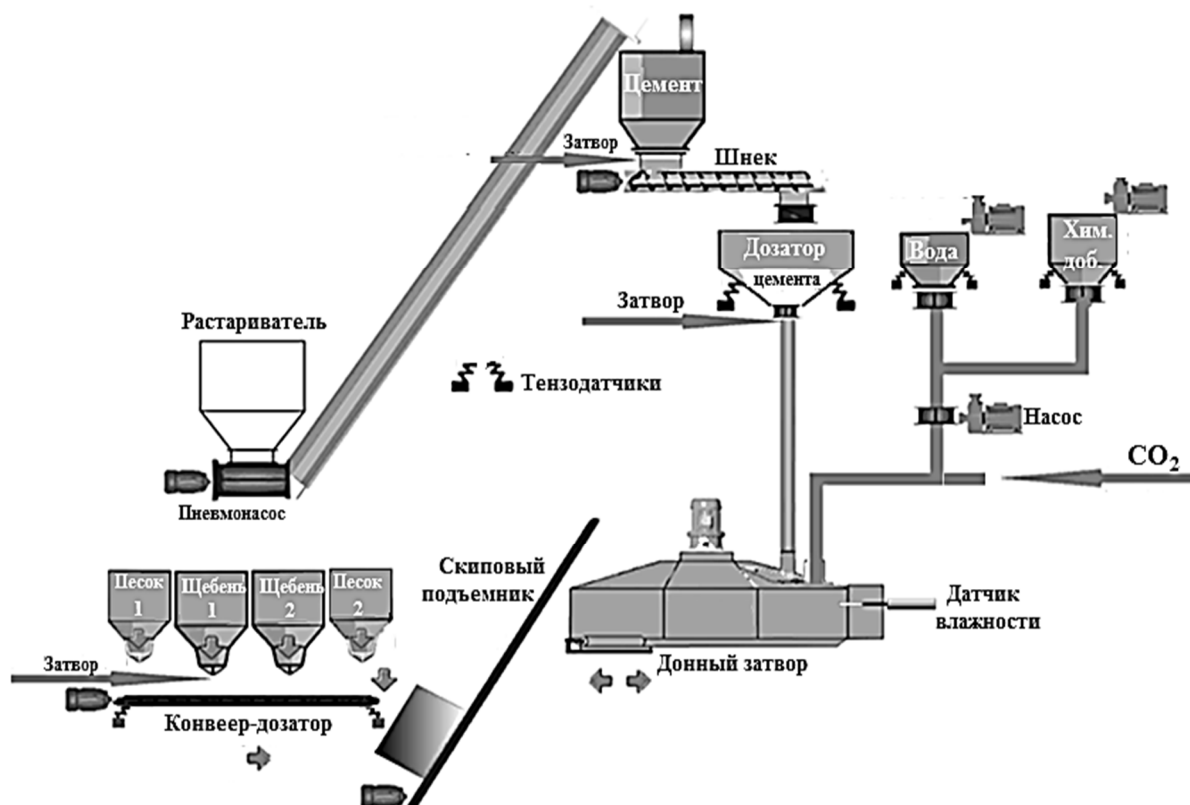 Цемент
Затвор
Шнек
Дозатор
цемента
Вода
Хим.
доб.
Затвор
Растариватель
Тензодатчики
Насос
CO2
Пневмонасос
Скиповый
подъемник
Песок
1
Щебень
1
Щебень
2
Песок
2
Датчик
влажности
Затвор
Донный затвор
Конвеер-дозатор